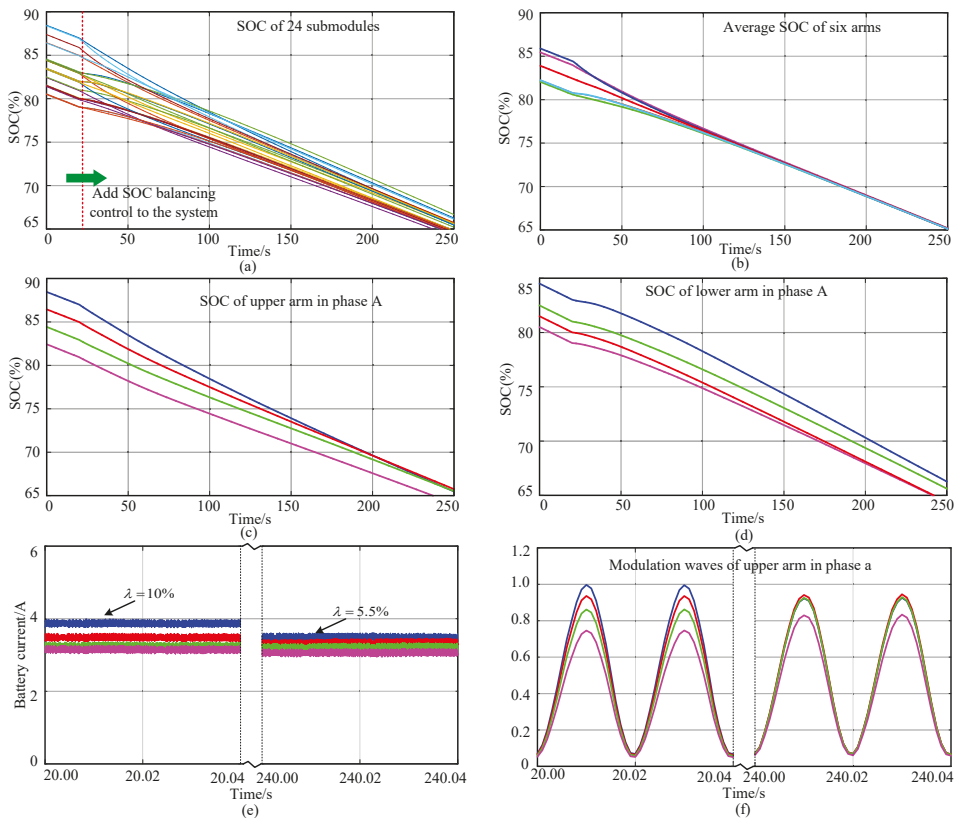 SOC of 24 submodules
90
85
80
75
70
65
SOC(%)
Add SOC balancing
control to the system
0 50 100 150 200 250
Time/s
(a)
Average SOC of six arms
90
85
80
75
70
65
SOC(%)
0 50 100 150 200 250
Time/s
(b)
SOC of upper arm in phase A
90
85
80
75
70
65
SOC(%)
0 50 100 150 200 250
Time/s
(c)
SOC of lower arm in phase A
85
80
75
70
65
SOC(%)
0 50 100 150 200 250
Time/s
(d)
6
4
2
0
Battery current/A
λ=10%
λ=5.5%
20.00 20.02 20.04 240.00 240.02 240.04
Time/s
(e)
Modulation waves of upper arm in phase a
1.2
1.0
0.8
0.6
0.4
0.2
0
20.00 20.02 20.04 240.00 240.02 240.04
Time/s
(f)